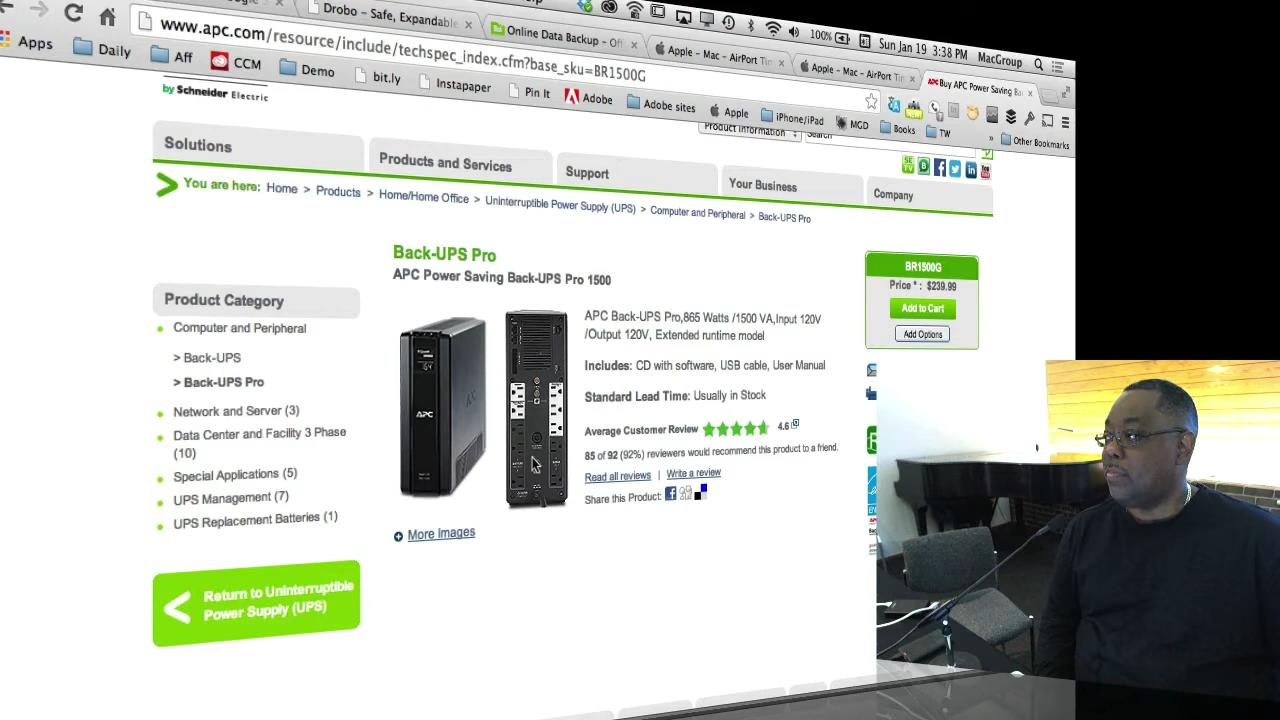 100%
Sun Jan 19 3:38 PM MacGroup
Drobo - Safe, Expandable
Online Data Backup - Off
Apple - Mac - AirPort Tim
Apple - Mac - AirPort Tim
APC Buy APC Power Saving Ba
www.apc.com/resource/include/techspec_index.cfm?base_sku=BR1500G
Apps Daily Aff CCM Demo bit.ly Instapaper Pin It Adobe Adobe sites Apple iPhone/iPad MGD Books TW » Other Bookmarks
by Schneider Electric
Product Information Search
Solutions
Products and Services
Support
Your Business
Company
You are here: Home > Products > Home/Home Office > Uninterruptible Power Supply (UPS) > Computer and Peripheral > Back-UPS Pro
Back-UPS Pro
APC Power Saving Back-UPS Pro 1500
BR1500G
Price * : $239.99
Add to Cart
Add Options
Product Category
Computer and Peripheral
> Back-UPS
> Back-UPS Pro
Network and Server (3)
Data Center and Facility 3 Phase
(10)
Special Applications (5)
UPS Management (7)
UPS Replacement Batteries (1)
Return to Uninterruptible
Power Supply (UPS)
APC
APC Back-UPS Pro,865 Watts /1500 VA,Input 120V
/Output 120V, Extended runtime model
Includes: CD with software, USB cable, User Manual
Standard Lead Time: Usually in Stock
Average Customer Review 4.6
85 of 92 (92%) reviewers would recommend this product to a friend.
Read all reviews | Write a review
Share this Product:
More Images